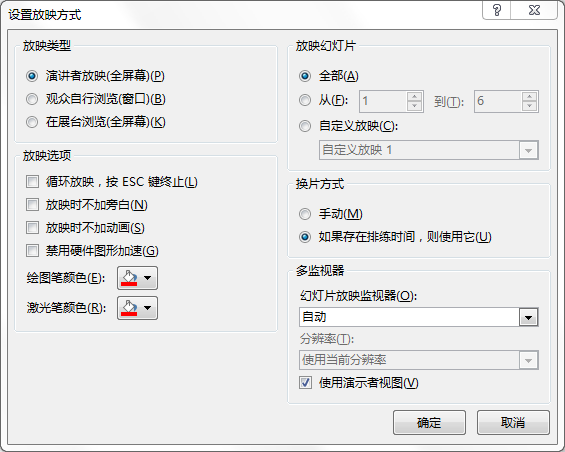 设置放映方式
放映类型
演讲者放映(全屏幕)(P)
观众自行浏览(窗口)(B)
在展台浏览(全屏幕)(K)
放映选项
循环放映，按 ESC 键终止(L)
放映时不加旁白(N)
放映时不加动画(S)
禁用硬件图形加速(G)
绘图笔颜色(E):
激光笔颜色(R):
放映幻灯片
全部(A)
从(F): 1 到(T): 6
自定义放映(C):
自定义放映 1
换片方式
手动(M)
如果存在排练时间，则使用它(U)
多监视器
幻灯片放映监视器(O):
自动
分辨率(T):
使用当前分辨率
使用演示者视图(V)
确定 取消